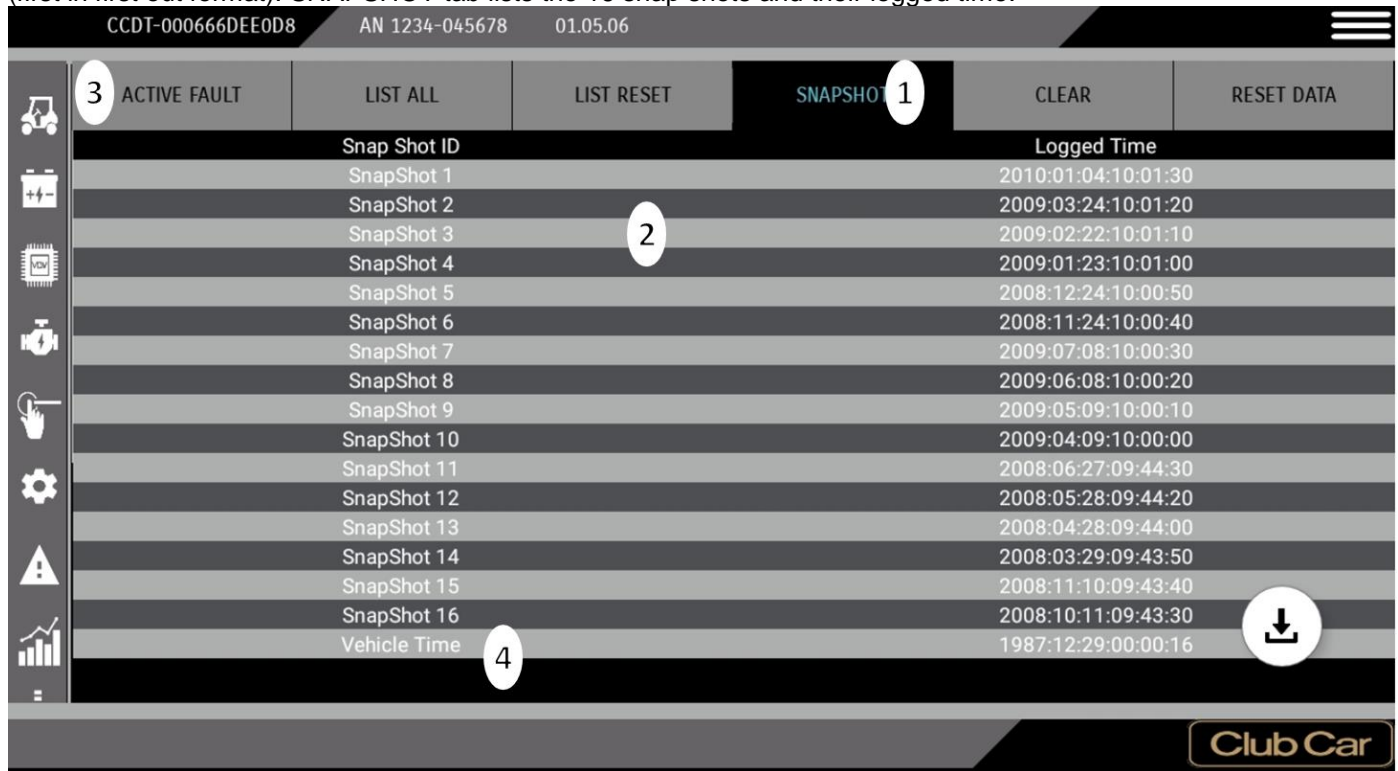 (first in first out format). SNAPSHOT tab lists the 16 snap shots and their logged time.
CCDT-000666DEE0D8 AN 1234-045678 01.05.06
3 ACTIVE FAULT LIST ALL LIST RESET SNAPSHOT 1 CLEAR RESET DATA
Snap Shot ID Logged Time
SnapShot 1 2010:01:04:10:01:30
SnapShot 2 2009:03:24:10:01:20
SnapShot 3 2 2009:02:22:10:01:10
SnapShot 4 2009:01:23:10:01:00
SnapShot 5 2008:12:24:10:00:50
SnapShot 6 2008:11:24:10:00:40
SnapShot 7 2009:07:08:10:00:30
SnapShot 8 2009:06:08:10:00:20
SnapShot 9 2009:05:09:10:00:10
SnapShot 10 2009:04:09:10:00:00
SnapShot 11 2008:06:27:09:44:30
SnapShot 12 2008:05:28:09:44:20
SnapShot 13 2008:04:28:09:44:00
SnapShot 14 2008:03:29:09:43:50
SnapShot 15 2008:11:10:09:43:40
SnapShot 16 2008:10:11:09:43:30
Vehicle Time 4 1987:12:29:00:00:16
Club Car